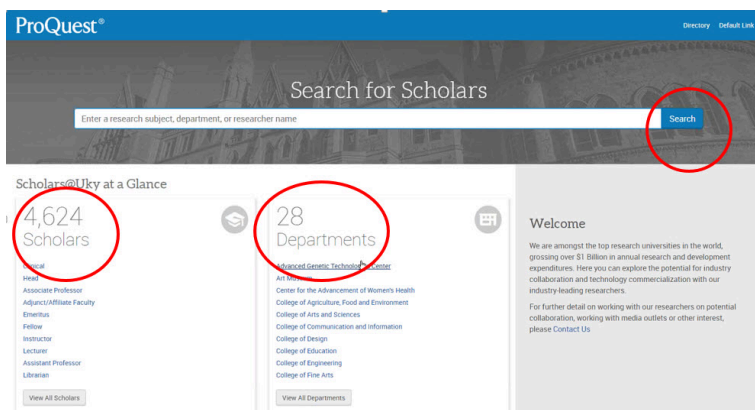 ProQuest®
Directory Default Link
Search for Scholars
Enter a research subject, department, or researcher name
Search
Scholars@Uky at a Glance
4,624
Scholars
Clinical
Head
Associate Professor
Adjunct/Affiliate Faculty
Emeritus
Fellow
Instructor
Lecturer
Assistant Professor
Librarian
View All Scholars
28
Departments
Advanced Genetic Technologies Center
Art Museum
Center for the Advancement of Women's Health
College of Agriculture, Food and Environment
College of Arts and Sciences
College of Communication and Information
College of Design
College of Education
College of Engineering
College of Fine Arts
View All Departments
Welcome
We are amongst the top research universities in the world,
grossing over $1 Billion in annual research and development
expenditures. Here you can explore the potential for industry
collaboration and technology commercialization with our
industry-leading researchers.
For further detail on working with our researchers on potential
collaboration, working with media outlets or other interest,
please Contact Us